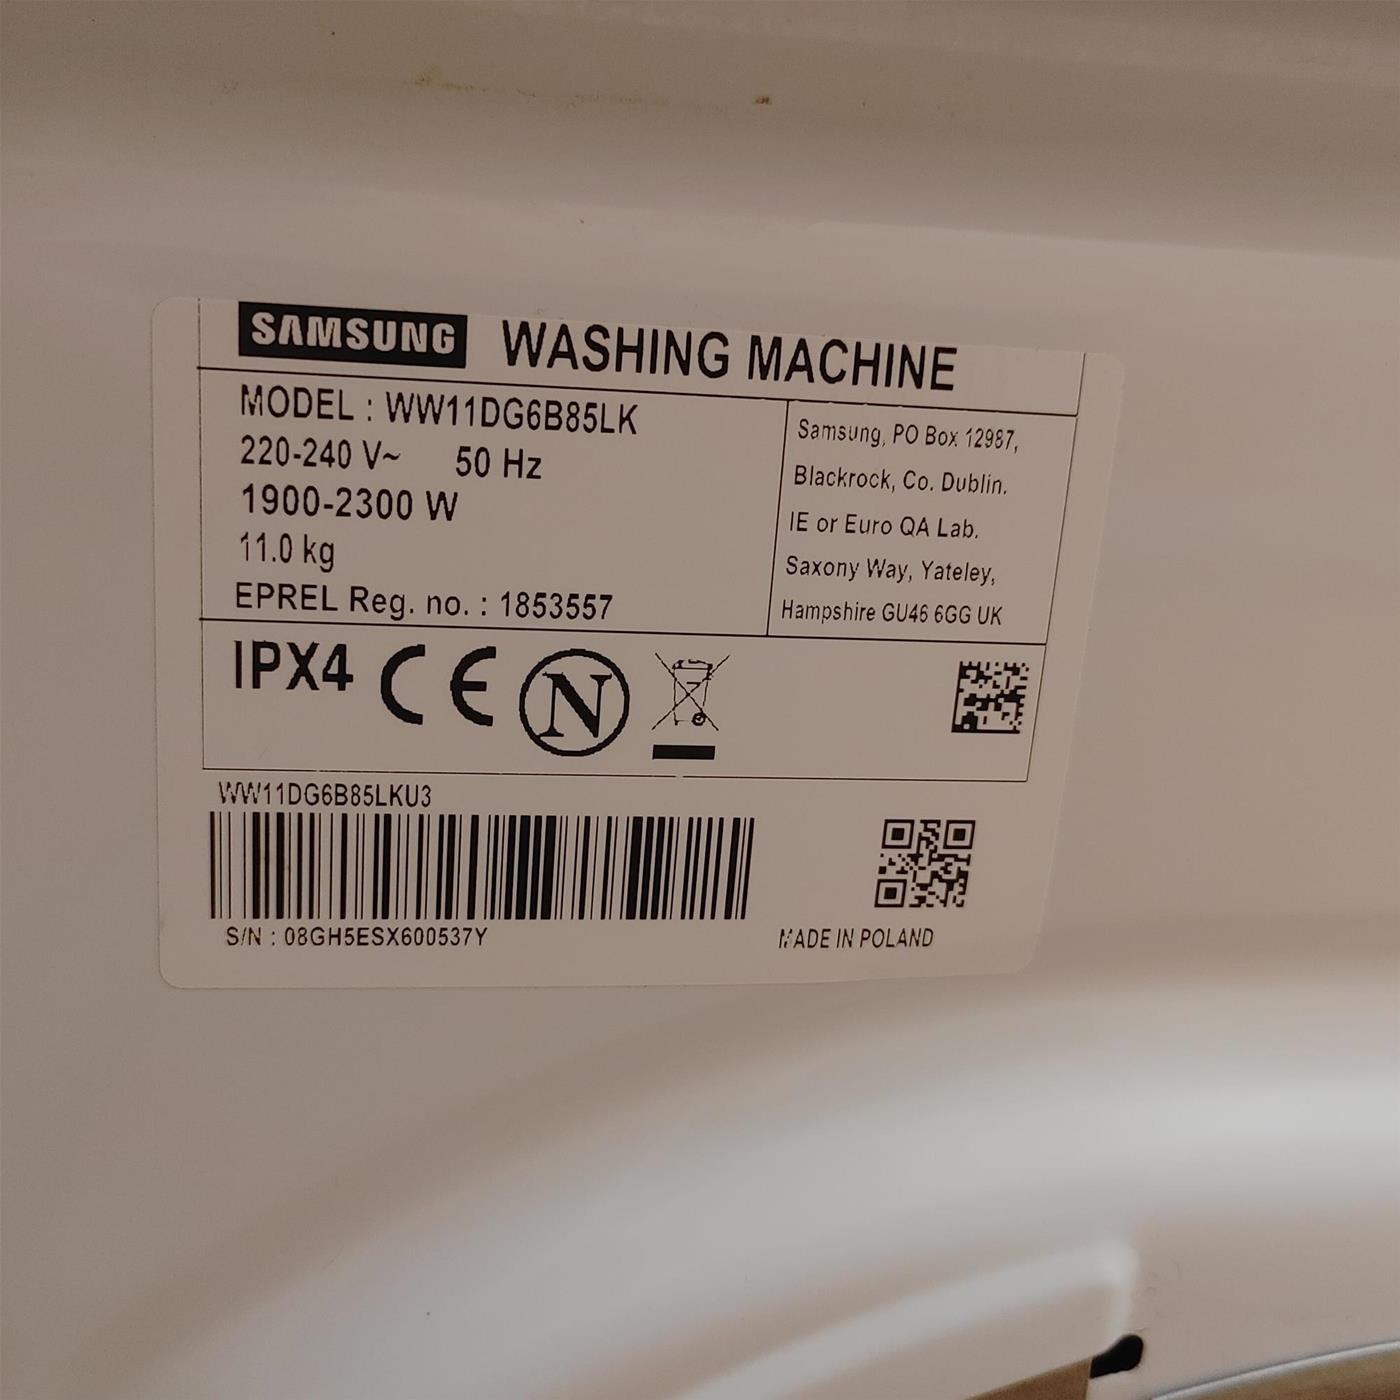 SAMSUNG WASHING MACHINE
MODEL : WW11DG6B85LK
220-240 V~ 50 Hz
1900-2300 W
11.0 kg
EPREL Reg. no. : 1853557
Samsung, PO Box 12987,
Blackrock, Co. Dublin.
IE or Euro QA Lab.
Saxony Way, Yateley,
Hampshire GU46 6GG UK
IPX4 CE N
WW11DG6B85LKU3
S/N : 08GH5ESX600537Y
MADE IN POLAND